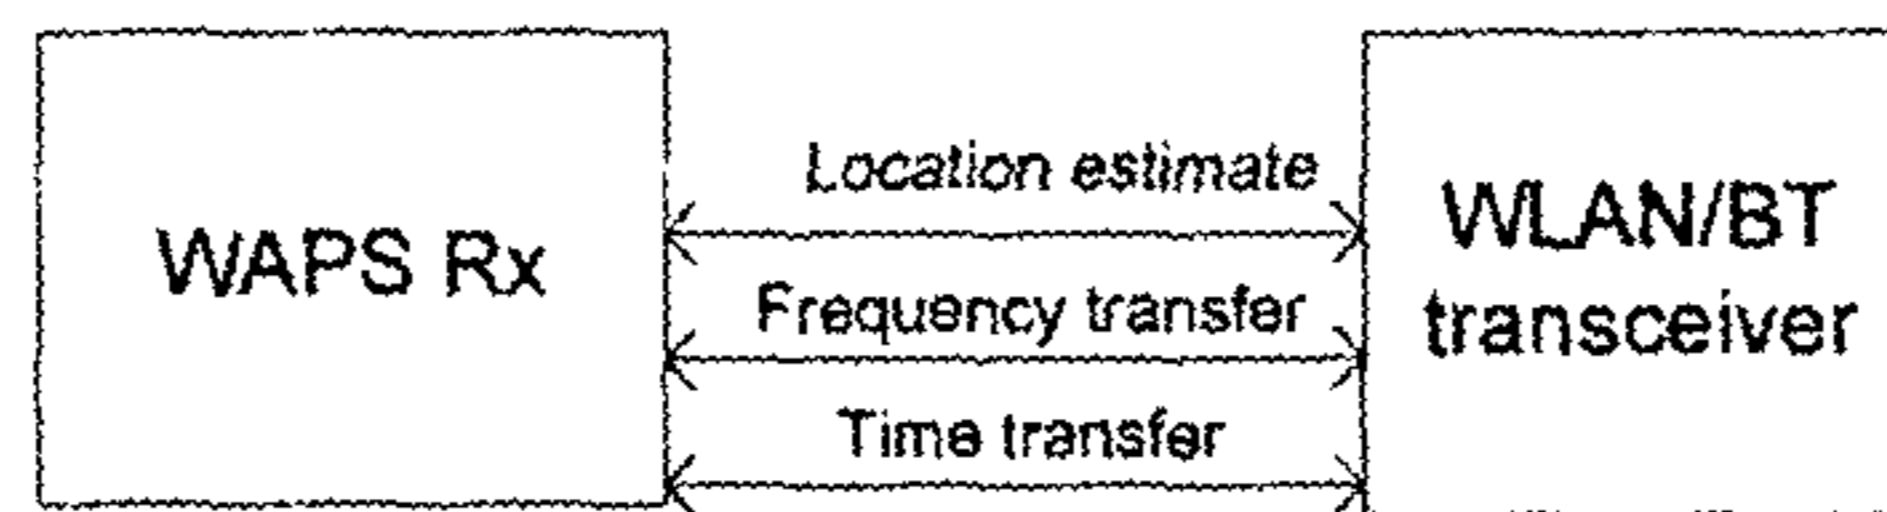 Location estimate
WAPS Rx
WLAN/BT
transceiver
Frequency transfer
Time transfer